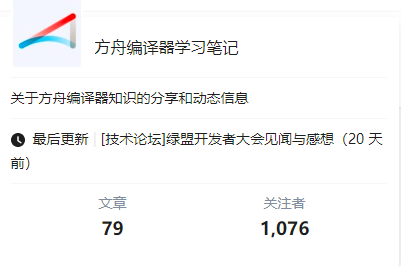 方舟编译器学习笔记
关于方舟编译器知识的分享和动态信息
最后更新 | [技术论坛]绿盟开发者大会见闻与感想（20 天
前）
文章 关注者
79 1,076